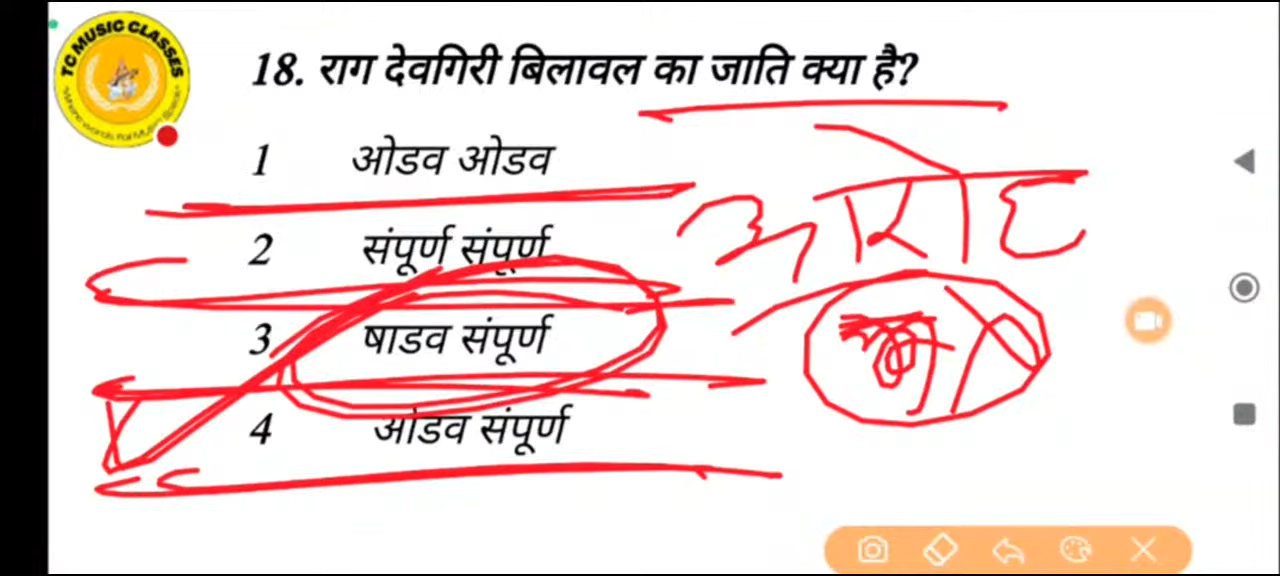 TC MUSIC CLASSES
18. राग देवगिरी बिलावल का जाति क्या है?
1 ओडव ओडव
2 संपूर्ण संपूर्ण
3 षाडव संपूर्ण
4 ओडव संपूर्ण
आरोह